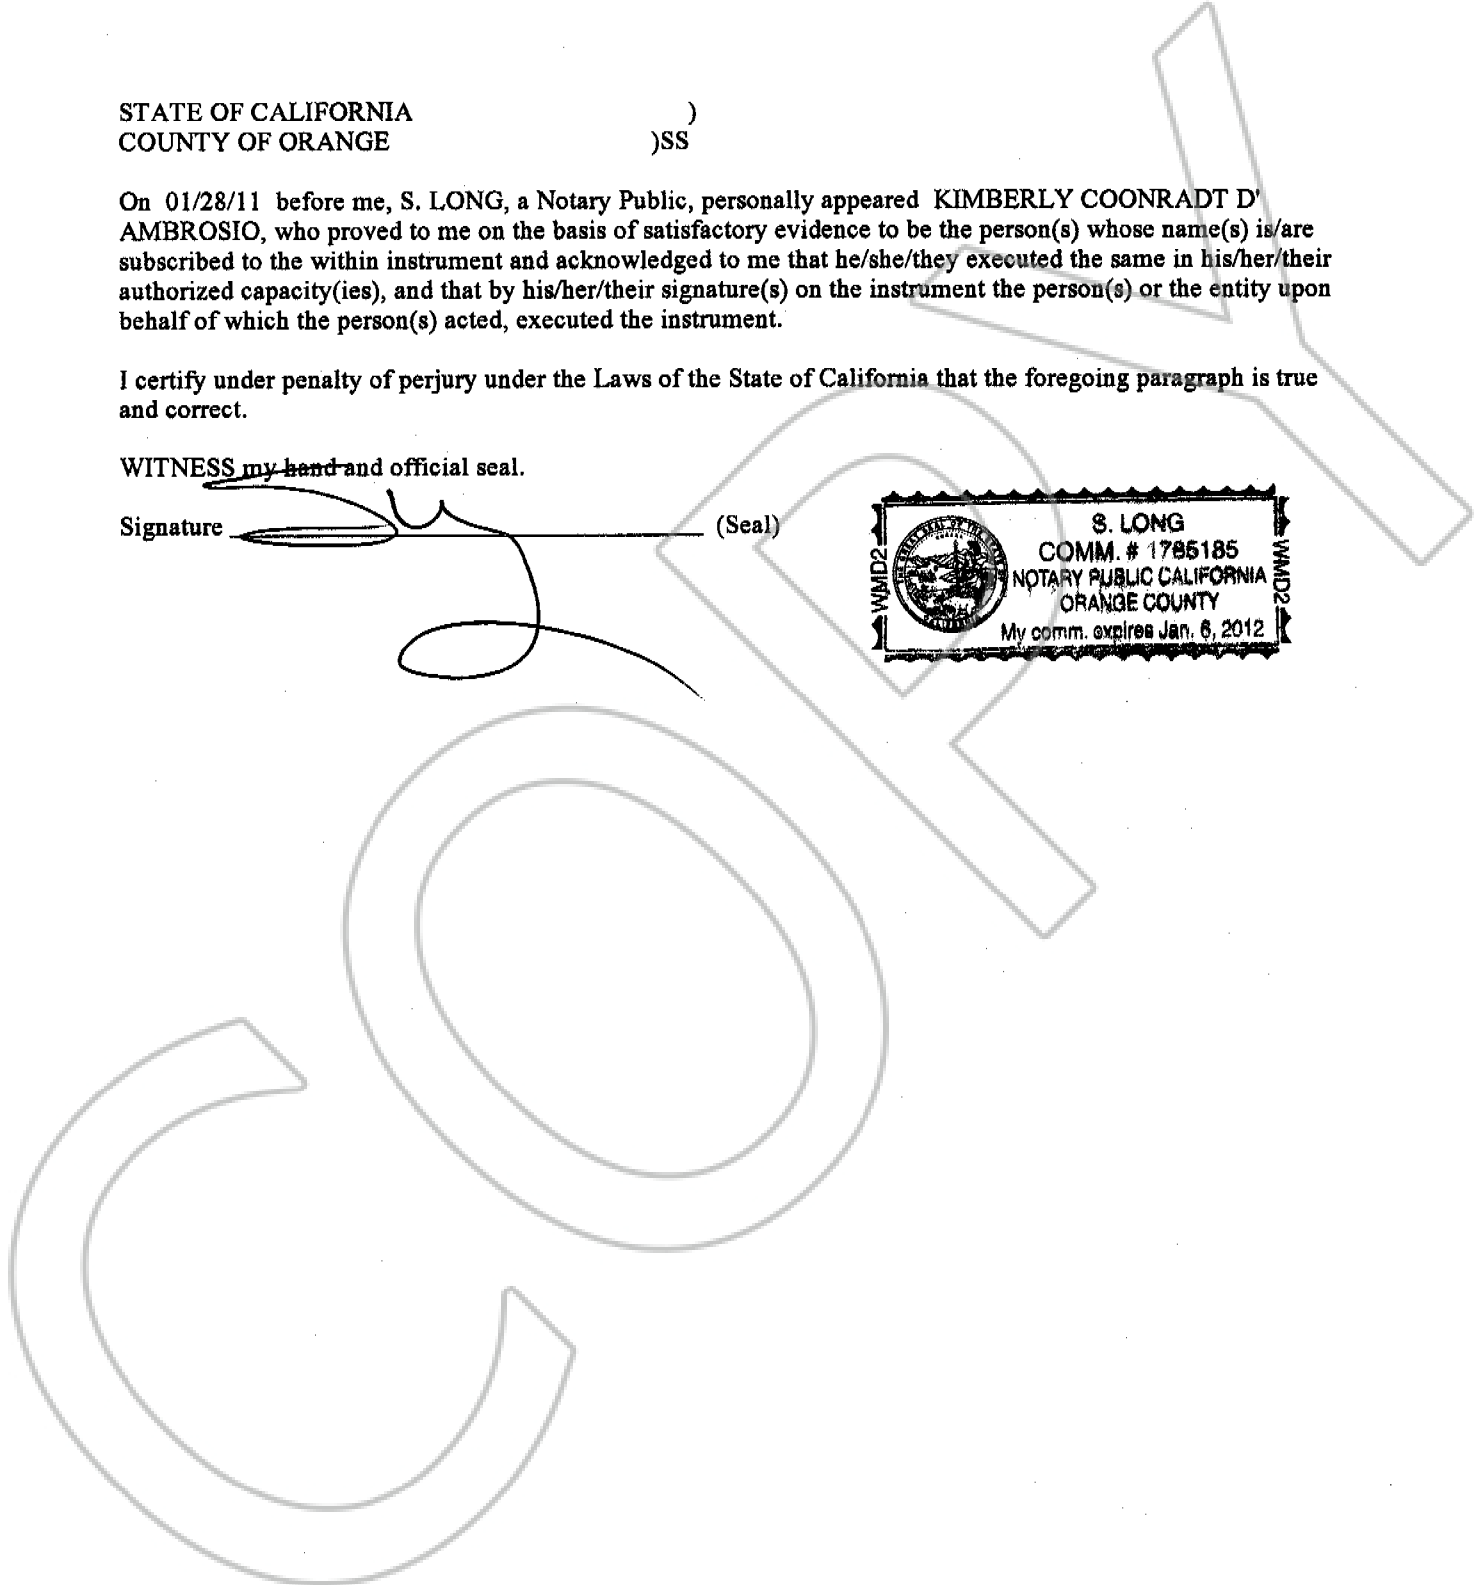 STATE OF CALIFORNIA )
COUNTY OF ORANGE )SS
On 01/28/11 before me, S. LONG, a Notary Public, personally appeared KIMBERLY COONRADT D'
AMBROSIO, who proved to me on the basis of satisfactory evidence to be the person(s) whose name(s) is/are
subscribed to the within instrument and acknowledged to me that he/she/they executed the same in his/her/their
authorized capacity(ies), and that by his/her/their signature(s) on the instrument the person(s) or the entity upon
behalf of which the person(s) acted, executed the instrument.
I certify under penalty of perjury under the Laws of the State of California that the foregoing paragraph is true
and correct.
WITNESS my hand and official seal.
Signature (Seal)
S. LONG
COMM. # 1785185
NOTARY PUBLIC CALIFORNIA
ORANGE COUNTY
My comm. expires Jan. 6, 2012
WMD2
WMD2
COPY